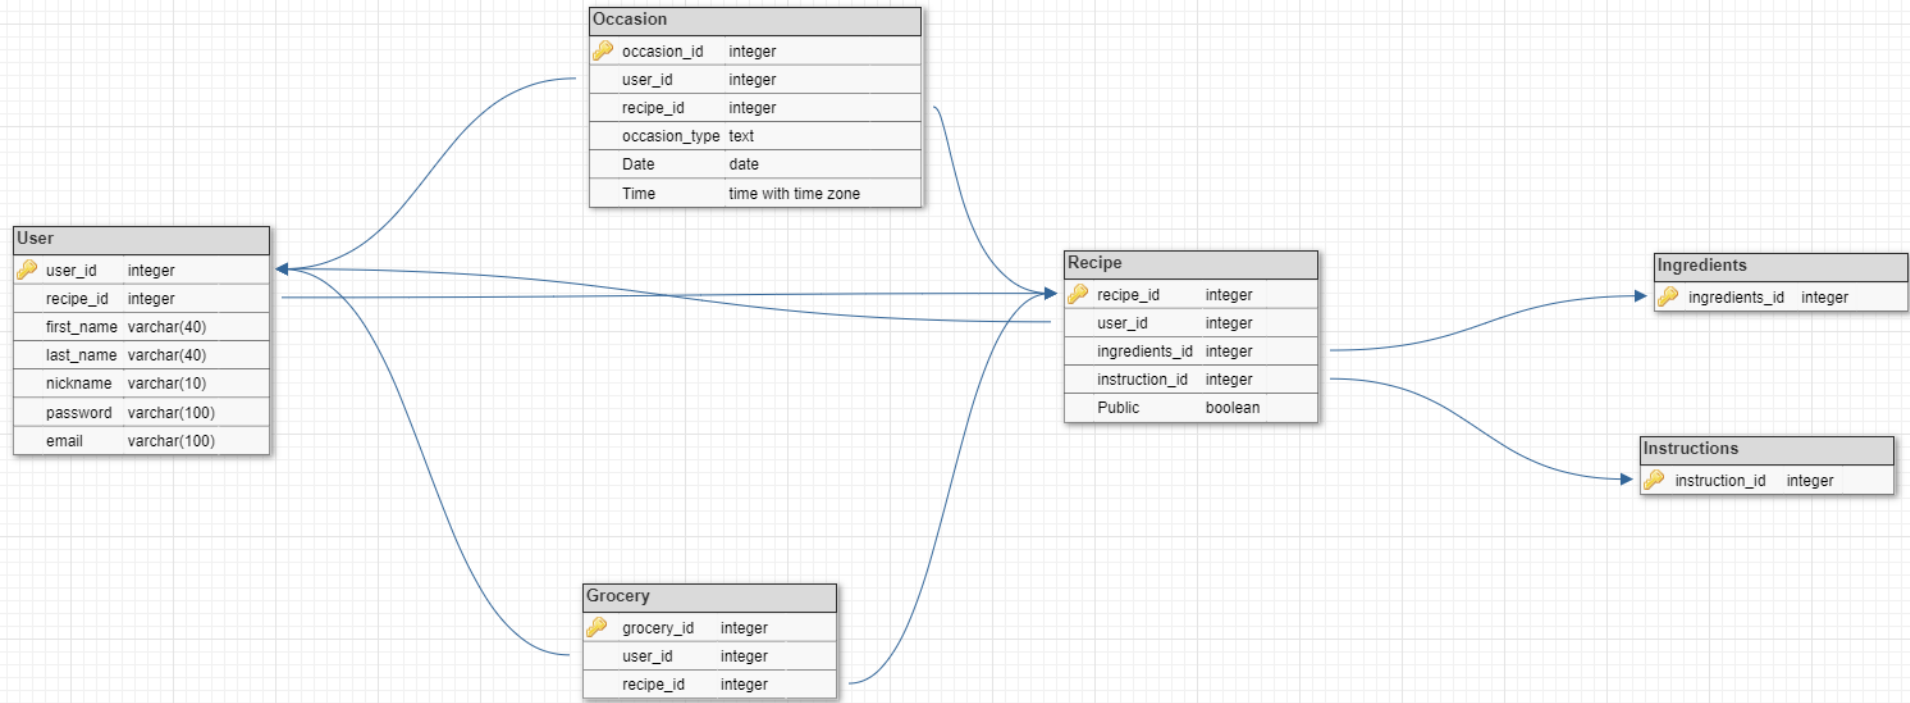 Occasion
occasion_id integer
user_id integer
recipe_id integer
occasion_type text
Date date
Time time with time zone
User
user_id integer
recipe_id integer
first_name varchar(40)
last_name varchar(40)
nickname varchar(10)
password varchar(100)
email varchar(100)
Recipe
recipe_id integer
user_id integer
ingredients_id integer
instruction_id integer
Public boolean
Ingredients
ingredients_id integer
Instructions
instruction_id integer
Grocery
grocery_id integer
user_id integer
recipe_id integer